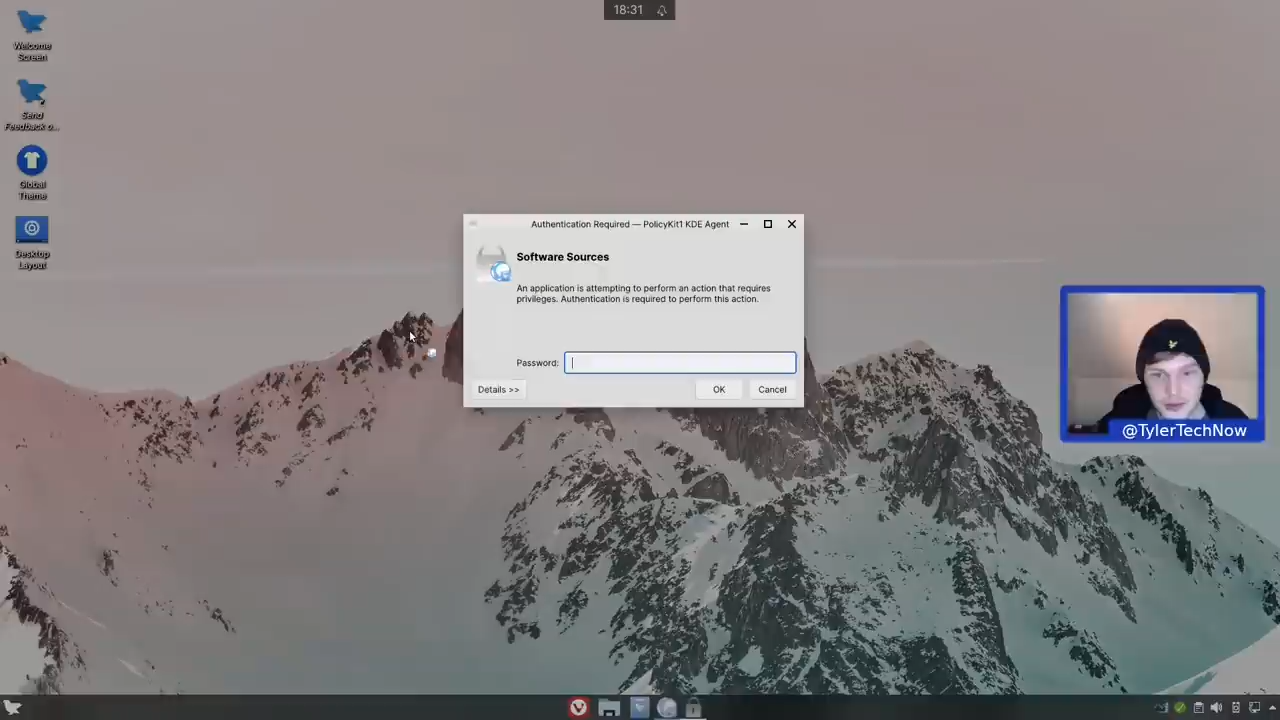 18:31
Welcome
Screen
Send
Feedback o...
Global
Theme
Desktop
Layout
Authentication Required — PolicyKit1 KDE Agent
Software Sources
An application is attempting to perform an action that requires
privileges. Authentication is required to perform this action.
Password:
Details >>
OK
Cancel
@TylerTechNow